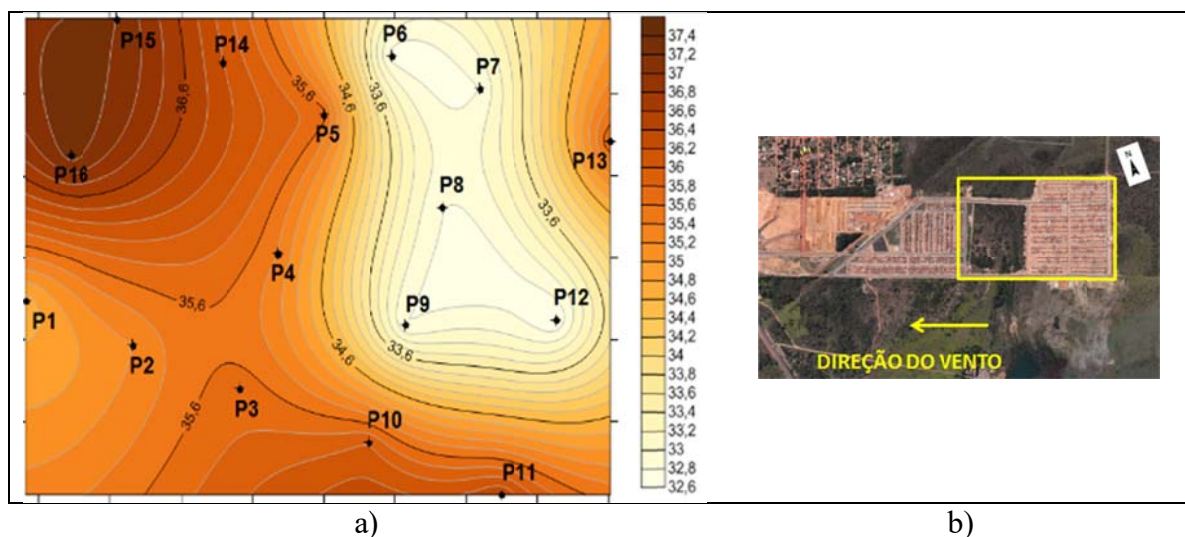 P15
P14
P6
P7
P5
P13
P16
P8
P4
P1
P2
P9
P12
P3
P10
P11
36,6
35,6
34,6
33,6
33,6
35,6
34,6
33,6
35,6
37,4
37,2
37
36,8
36,6
36,4
36,2
36
35,8
35,6
35,4
35,2
35
34,8
34,6
34,4
34,2
34
33,8
33,6
33,4
33,2
33
32,8
32,6
N
DIREÇÃO DO VENTO
a)
b)